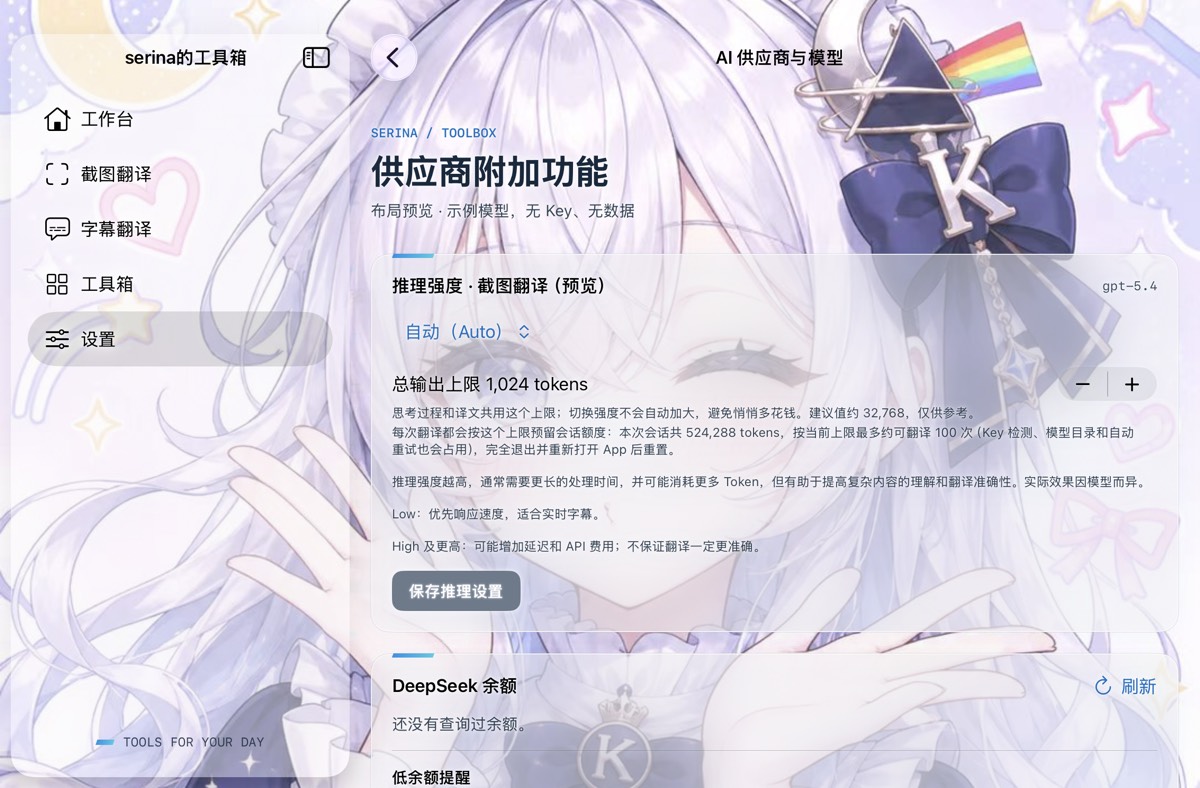 serina的工具箱
工作台
截图翻译
字幕翻译
工具箱
设置
TOOLS FOR YOUR DAY
AI 供应商与模型
SERINA / TOOLBOX
供应商附加功能
布局预览 · 示例模型，无 Key、无数据
推理强度 · 截图翻译（预览）
gpt-5.4
自动（Auto）
总输出上限 1,024 tokens
思考过程和译文共用这个上限；切换强度不会自动加大，避免悄悄多花钱。建议值约 32,768，仅供参考。
每次翻译都会按这个上限预留会话额度：本次会话共 524,288 tokens，按当前上限最多约可翻译 100 次（Key 检测、模型目录和自动
重试也会占用），完全退出并重新打开 App 后重置。
推理强度越高，通常需要更长的处理时间，并可能消耗更多 Token，但有助于提高复杂内容的理解和翻译准确性。实际效果因模型而异。
Low：优先响应速度，适合实时字幕。
High 及更高：可能增加延迟和 API 费用；不保证翻译一定更准确。
保存推理设置
DeepSeek 余额
刷新
还没有查询过余额。
低余额提醒
K
K